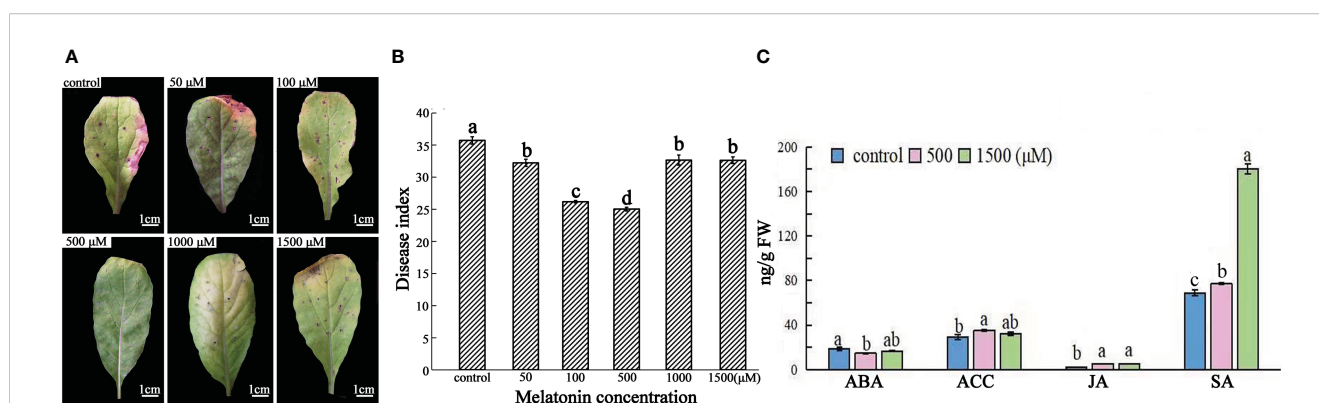 A
control
50 μM
100 μM
1cm
1cm
1cm
500 μM
1000 μM
1500 μM
1cm
1cm
1cm
B
Disease index
40
35
30
25
20
15
10
5
0
a
b
c
d
b
b
control 50 100 500 1000 1500(μM)
Melatonin concentration
C
ng/g FW
200
160
120
80
40
0
control 500 1500 (μM)
a b ab
b a ab
b a a
c b a
ABA ACC JA SA